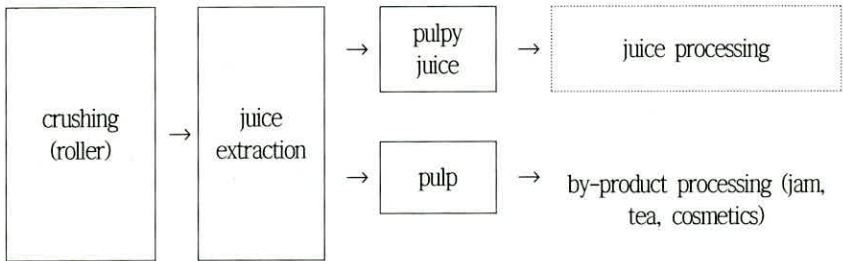 crushing
(roller)
→
juice
extraction
→
pulpy
juice
→
juice processing
→
pulp
→
by-product processing (jam,
tea, cosmetics)